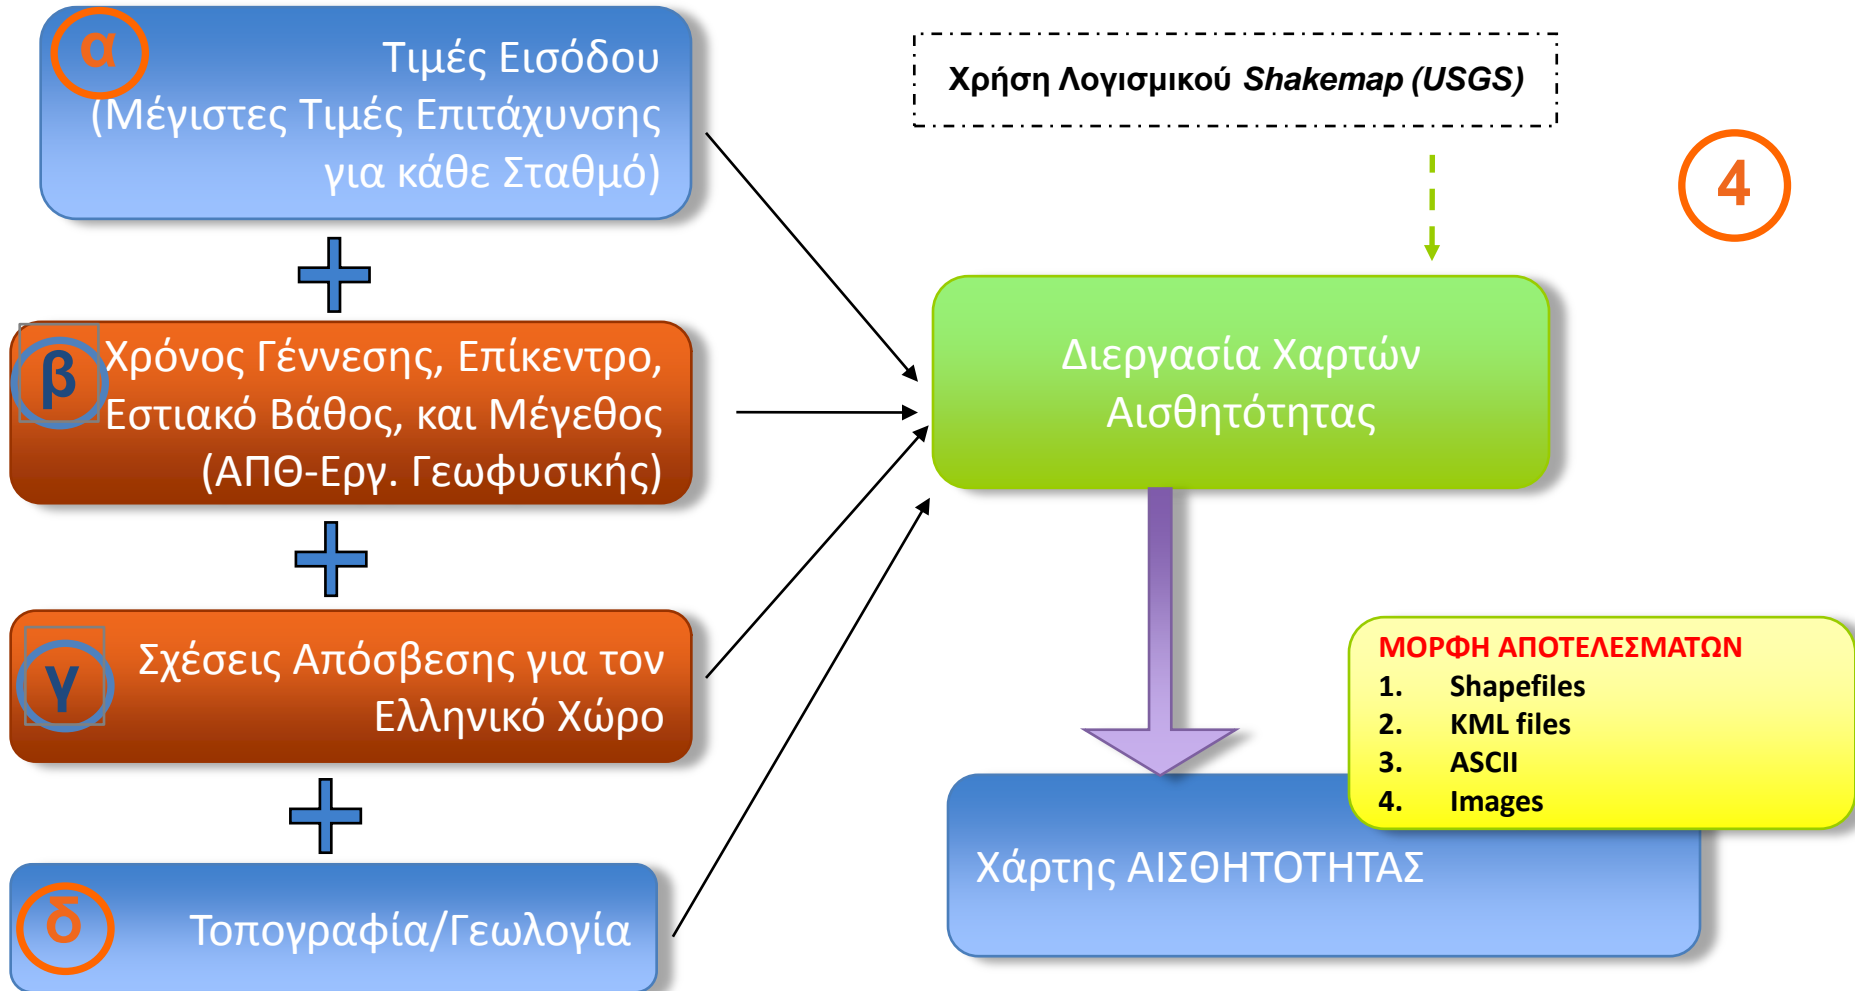 α
Τιμές Εισόδου
(Μέγιστες Τιμές Επιτάχυνσης
για κάθε Σταθμό)
β
Χρόνος Γέννεσης, Επίκεντρο,
Εστιακό Βάθος, και Μέγεθος
(ΑΠΘ-Εργ. Γεωφυσικής)
γ
Σχέσεις Απόσβεσης για τον
Ελληνικό Χώρο
δ
Τοπογραφία/Γεωλογία
Χρήση Λογισμικού Shakemap (USGS)
4
Διεργασία Χαρτών
Αισθητότητας
ΜΟΡΦΗ ΑΠΟΤΕΛΕΣΜΑΤΩΝ
1. Shapefiles
2. KML files
3. ASCII
4. Images
Χάρτης ΑΙΣΘΗΤΟΤΗΤΑΣ